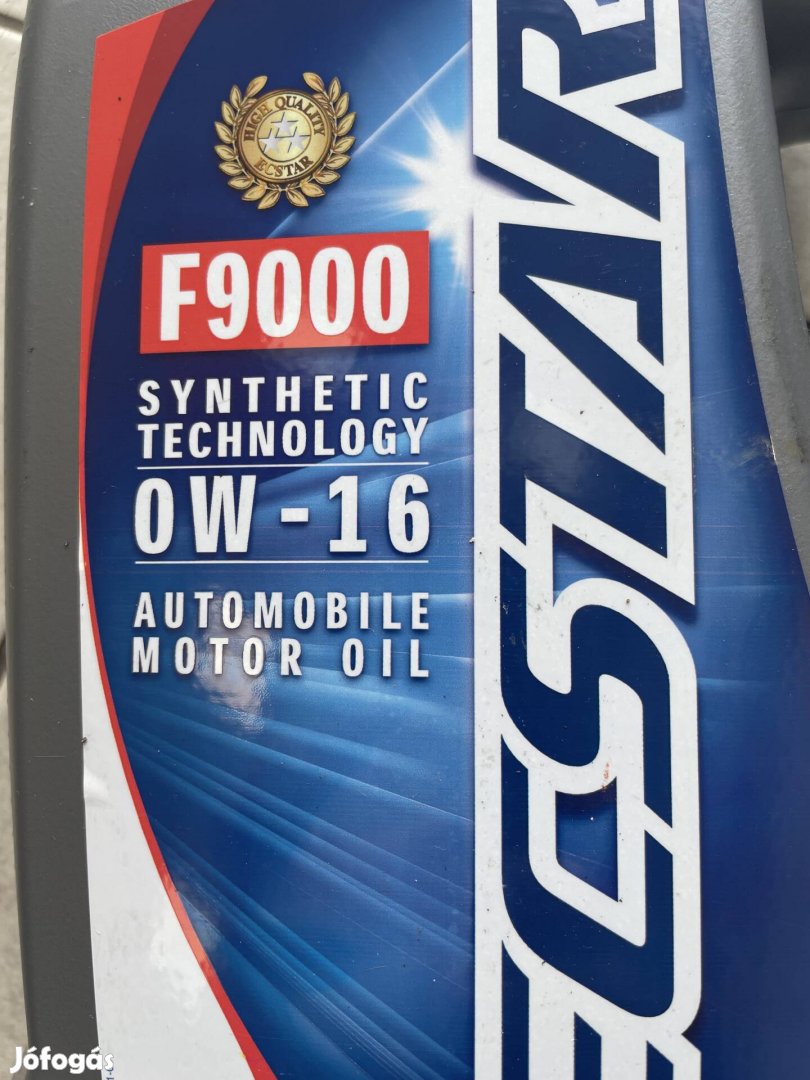 HIGH QUALITY
ECSTAR
F9000
SYNTHETIC
TECHNOLOGY
0W-16
AUTOMOBILE
MOTOR OIL
ECSTAR
Jófogás